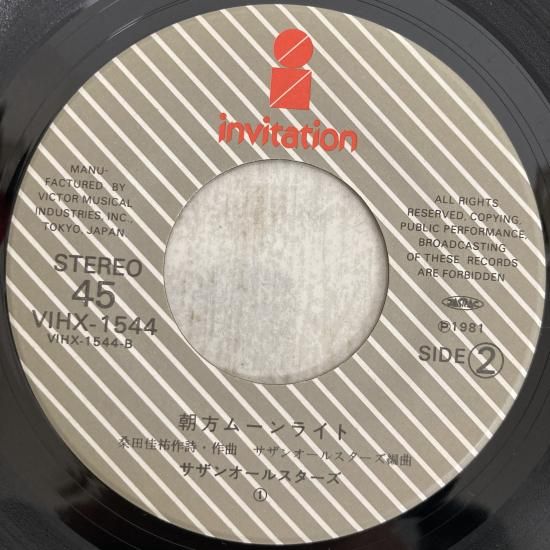 invitation
MANU-
FACTURED BY
VICTOR MUSICAL
INDUSTRIES, INC.,
TOKYO, JAPAN
STEREO
45
VIHX-1544
VIHX-1544-B
ALL RIGHTS
RESERVED, COPYING,
PUBLIC PERFORMANCE,
BROADCASTING
OF THESE RECORDS
ARE FORBIDDEN
JASRAC
Ⓟ1981
SIDE ②
朝方ムーンライト
桑田佳祐作詩・作曲 サザンオールスターズ編曲
サザンオールスターズ
①